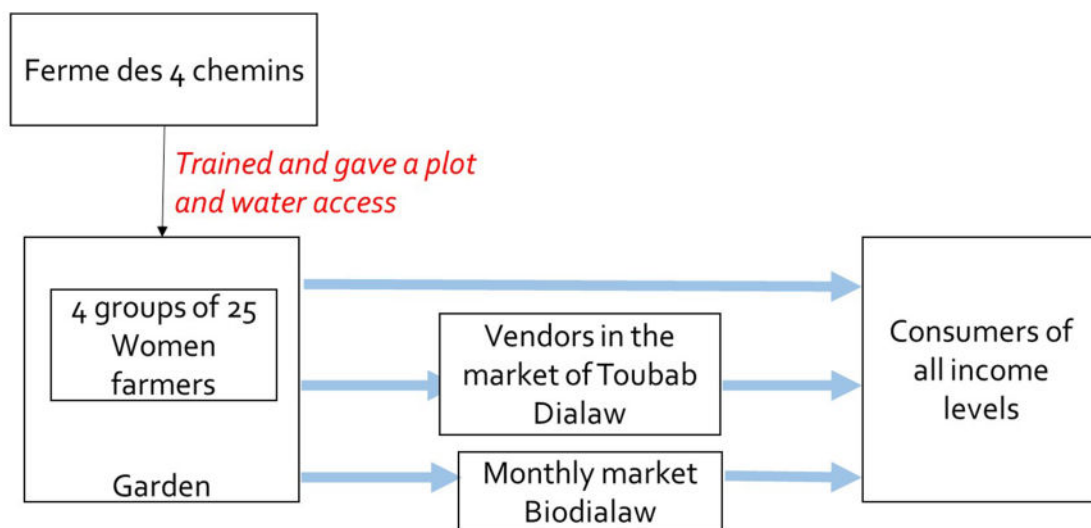 Ferme des 4 chemins
Trained and gave a plot
and water access
4 groups of 25
Women
farmers
Garden
Vendors in the
market of Toubab
Dialaw
Monthly market
Biodialaw
Consumers of
all income
levels